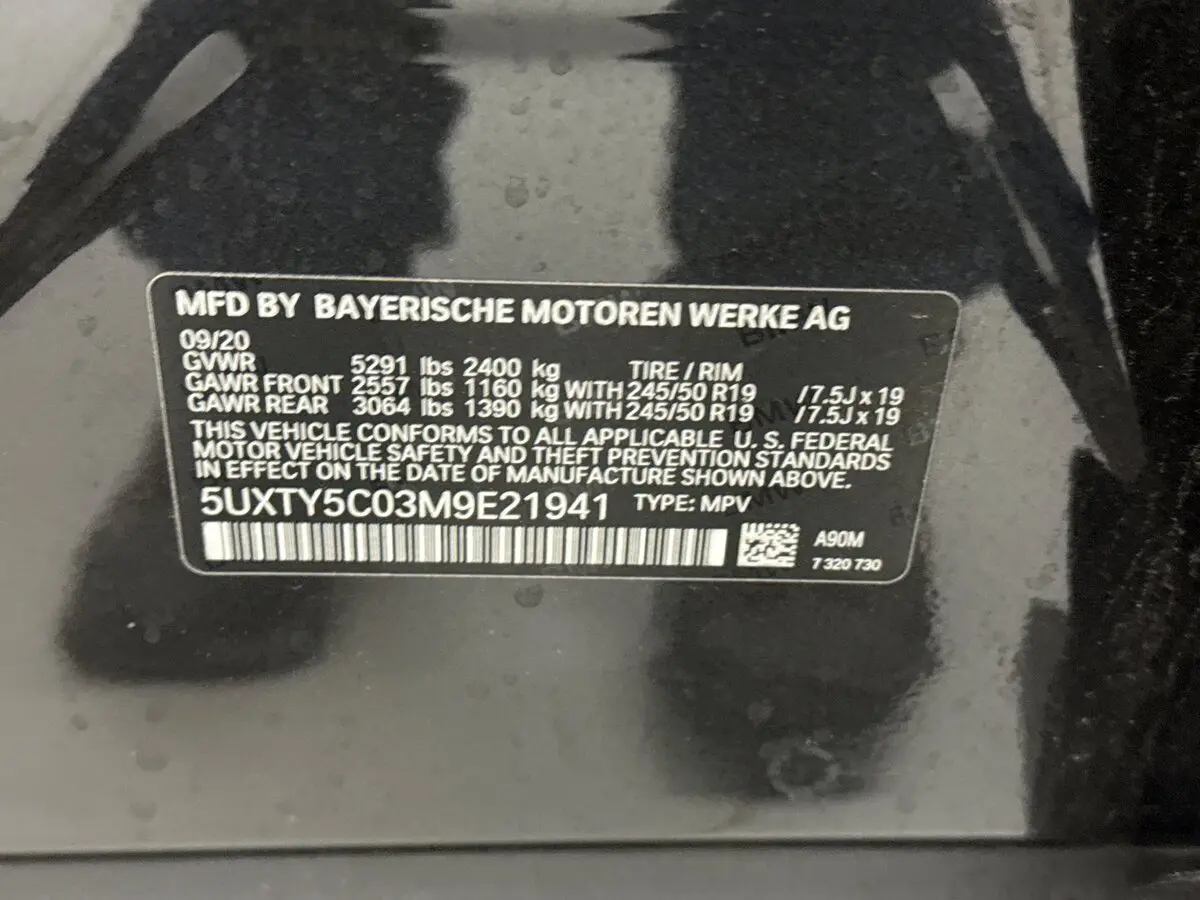 MFD BY BAYERISCHE MOTOREN WERKE AG
09/20
GVWR 5291 lbs 2400 kg TIRE / RIM
GAWR FRONT 2557 lbs 1160 kg WITH 245/50 R19 /7.5J x 19
GAWR REAR 3064 lbs 1390 kg WITH 245/50 R19 /7.5J x 19
THIS VEHICLE CONFORMS TO ALL APPLICABLE U. S. FEDERAL
MOTOR VEHICLE SAFETY AND THEFT PREVENTION STANDARDS
IN EFFECT ON THE DATE OF MANUFACTURE SHOWN ABOVE.
5UXTY5C03M9E21941 TYPE: MPV
A90M
7 320 730